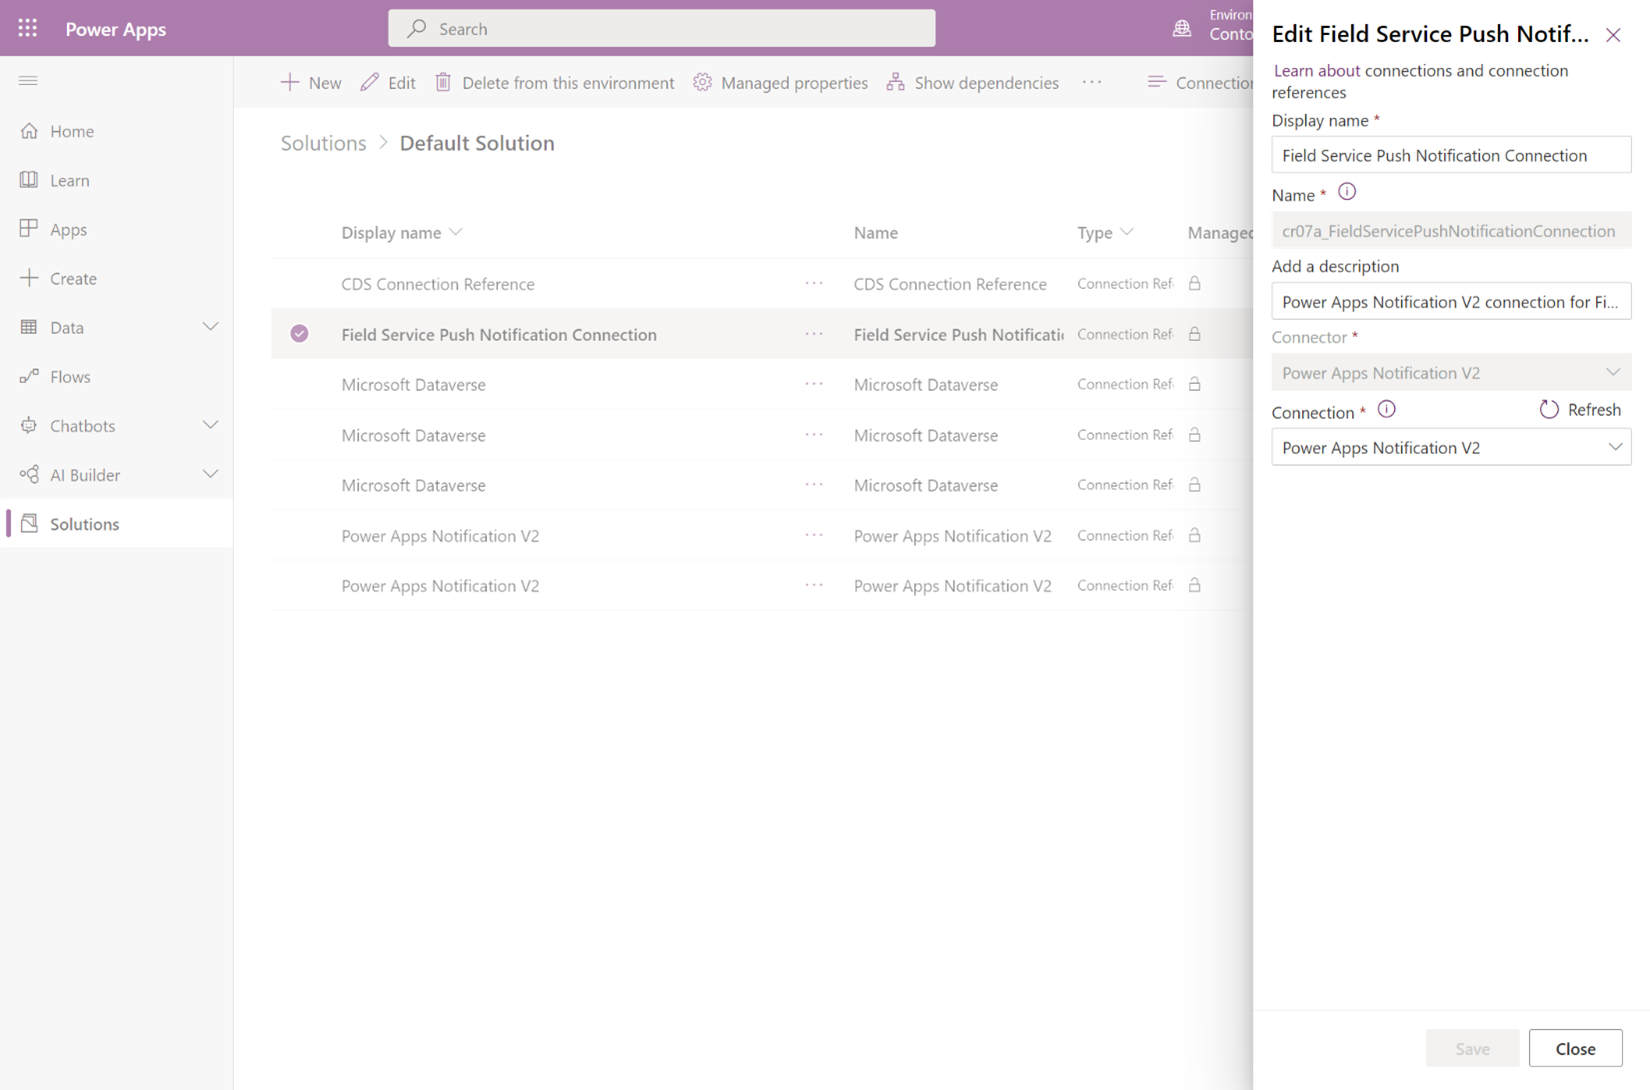 Power Apps
Search
Environ
Conto
New
Edit
Delete from this environment
Managed properties
Show dependencies
···
Connection
Home
Learn
Apps
Create
Data
Flows
Chatbots
AI Builder
Solutions
Solutions > Default Solution
Display name Name Type Managed
CDS Connection Reference ··· CDS Connection Reference Connection Ref
Field Service Push Notification Connection ··· Field Service Push Notificati Connection Ref
Microsoft Dataverse ··· Microsoft Dataverse Connection Ref
Microsoft Dataverse ··· Microsoft Dataverse Connection Ref
Microsoft Dataverse ··· Microsoft Dataverse Connection Ref
Power Apps Notification V2 ··· Power Apps Notification V2 Connection Ref
Power Apps Notification V2 ··· Power Apps Notification V2 Connection Ref
Edit Field Service Push Notif...
Learn about connections and connection
references
Display name *
Field Service Push Notification Connection
Name *
cr07a_FieldServicePushNotificationConnection
Add a description
Power Apps Notification V2 connection for Fi...
Connector *
Power Apps Notification V2
Connection *
Refresh
Power Apps Notification V2
Save
Close